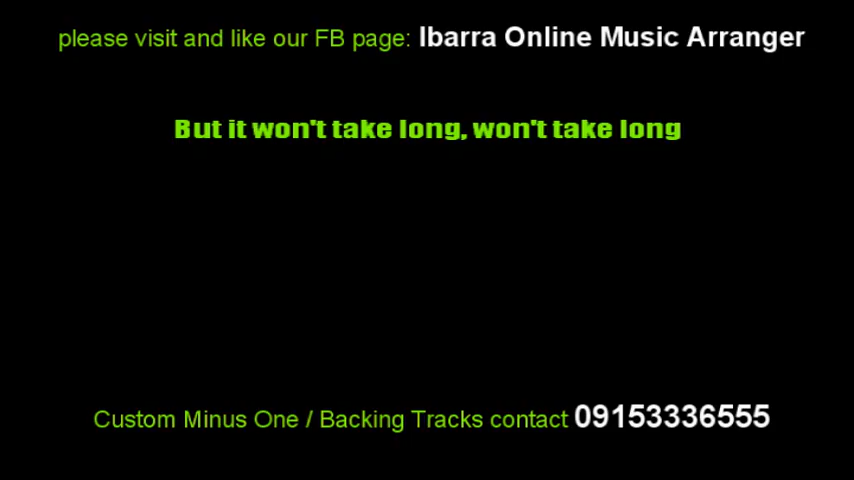 please visit and like our FB page: Ibarra Online Music Arranger
But it won't take long, won't take long
Custom Minus One / Backing Tracks contact 09153336555